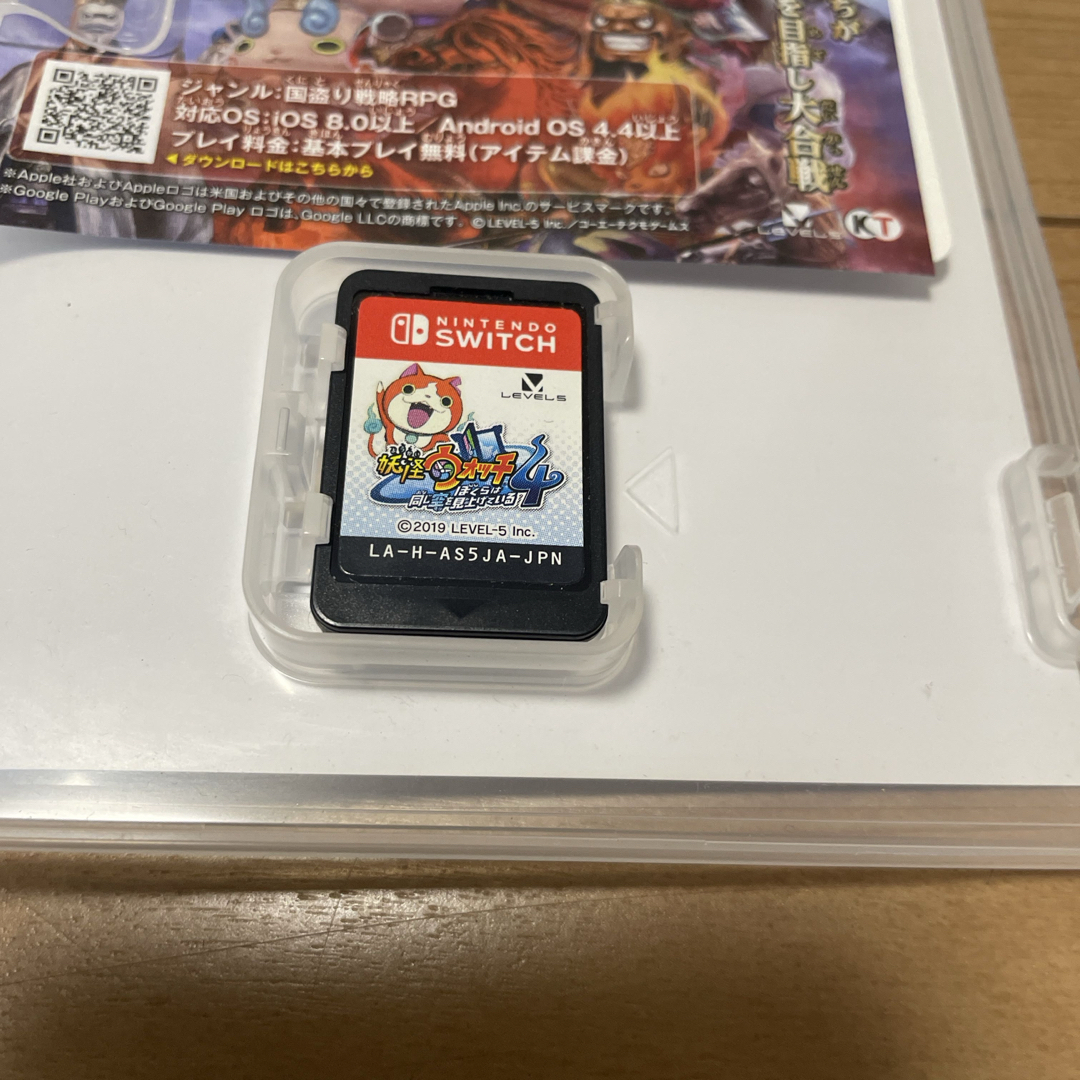 ちが
を目指し大合戦
ジャンル:国盗り戦略RPG
対応OS:iOS 8.0以上／Android OS 4.4以上
プレイ料金:基本プレイ無料(アイテム課金)
◀ダウンロードはこちらから
※Apple社およびAppleロゴは米国およびその他の国々で登録されたApple Inc.のサービスマークです。
※Google PlayおよびGoogle Play ロゴは、Google LLCの商標です。 ©LEVEL-5 Inc.／コーエーテクモゲームス
LEVEL5
KT
NINTENDO
SWITCH
LEVEL5
妖怪ウォッチ4
ぼくらは
同じ空を見上げている
©2019 LEVEL-5 Inc.
LA-H-AS5JA-JPN